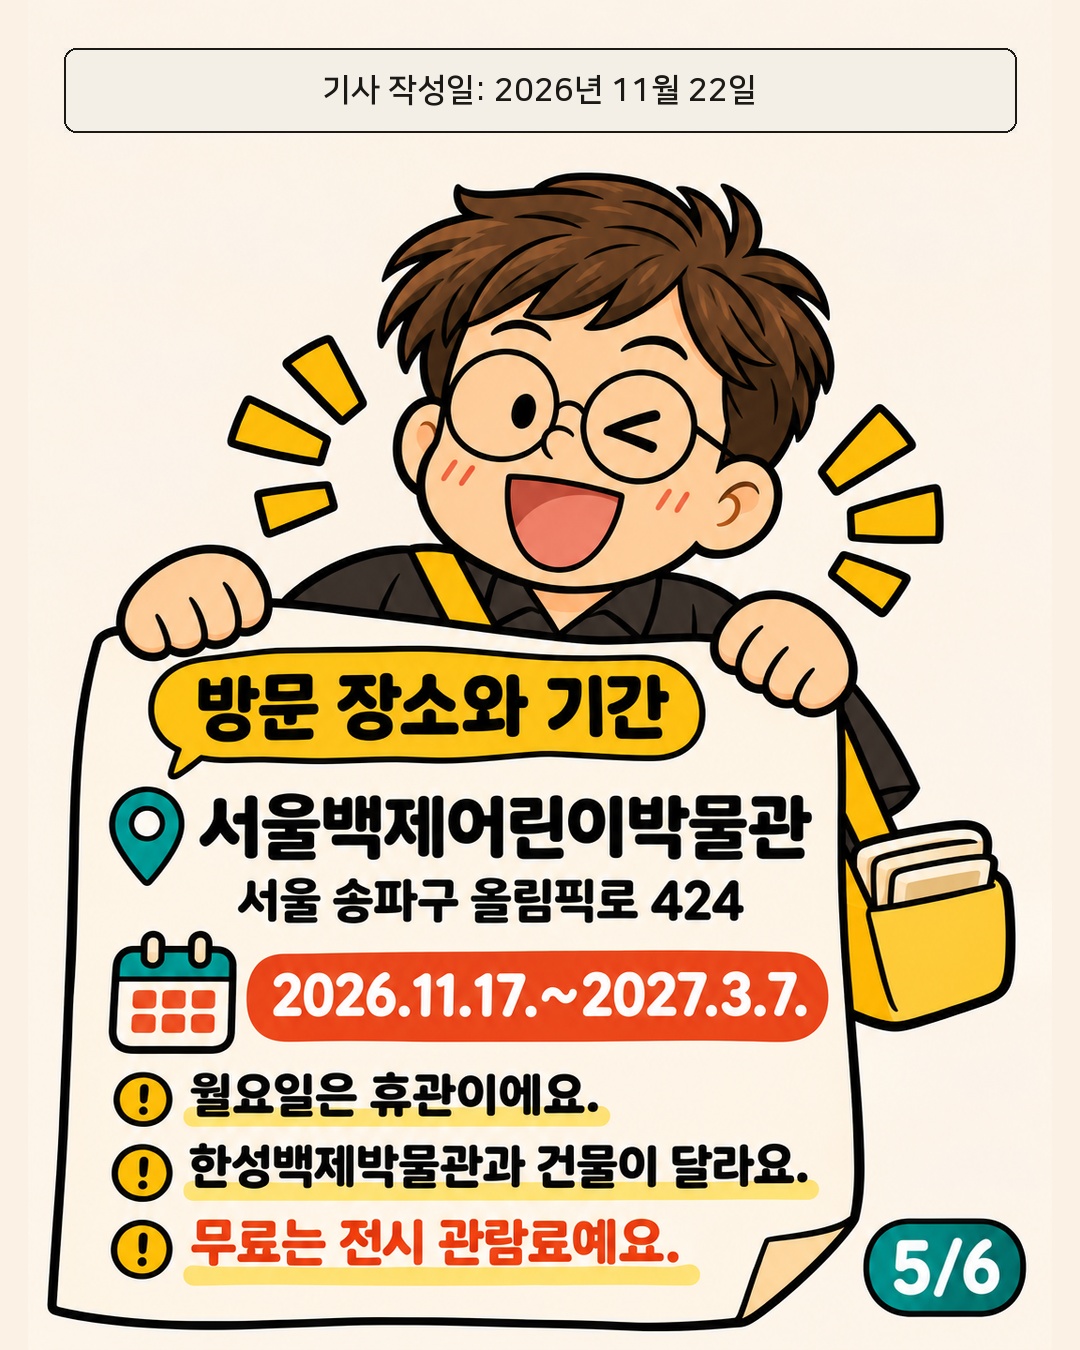 기사 작성일: 2026년 11월 22일
방문 장소와 기간
서울백제어린이박물관
서울 송파구 올림픽로 424
2026.11.17.~2027.3.7.
! 월요일은 휴관이에요.
! 한성백제박물관과 건물이 달라요.
! 무료는 전시 관람료예요.
5/6